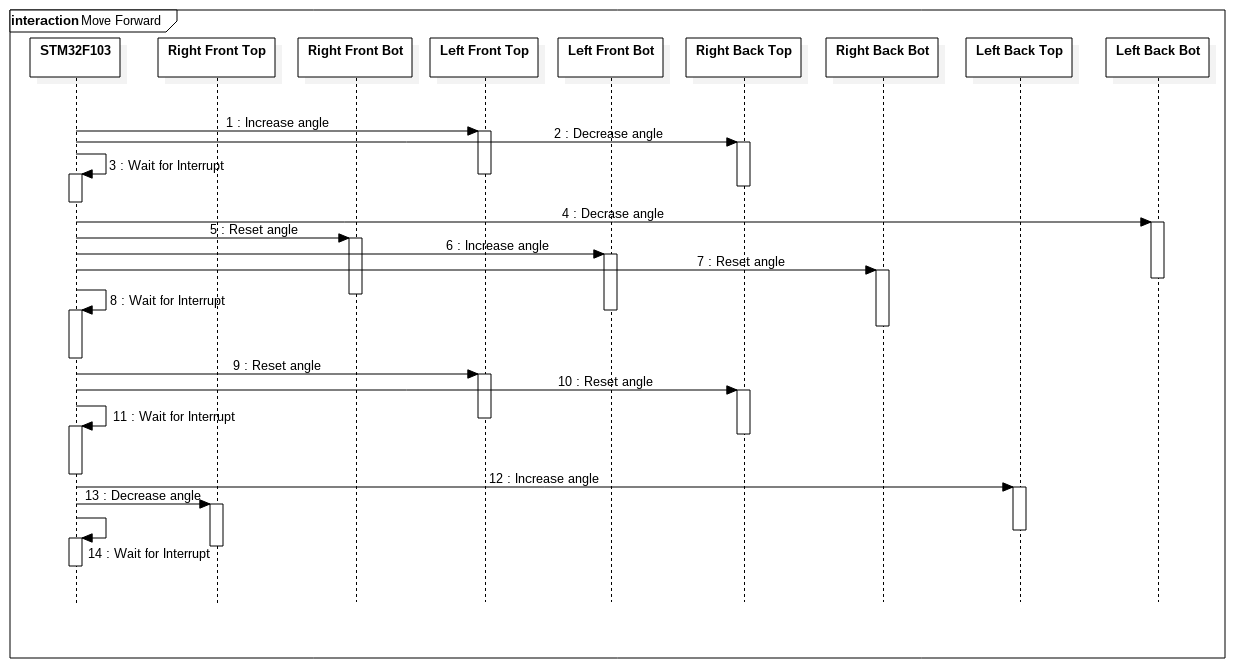 interaction Move Forward
STM32F103
Right Front Top
Right Front Bot
Left Front Top
Left Front Bot
Right Back Top
Right Back Bot
Left Back Top
Left Back Bot
1 : Increase angle
2 : Decrease angle
3 : Wait for Interrupt
4 : Decrase angle
5 : Reset angle
6 : Increase angle
7 : Reset angle
8 : Wait for Interrupt
9 : Reset angle
10 : Reset angle
11 : Wait for Interrupt
12 : Increase angle
13 : Decrease angle
14 : Wait for Interrupt